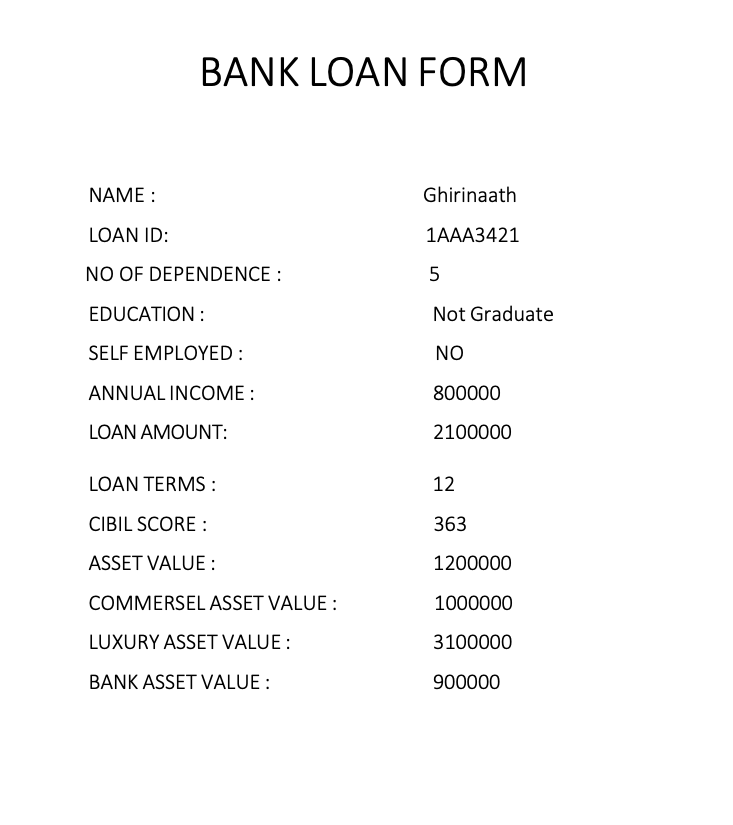 BANK LOAN FORM
NAME : Ghirinaath
LOAN ID: 1AAA3421
NO OF DEPENDENCE : 5
EDUCATION : Not Graduate
SELF EMPLOYED : NO
ANNUAL INCOME : 800000
LOAN AMOUNT: 2100000
LOAN TERMS : 12
CIBIL SCORE : 363
ASSET VALUE : 1200000
COMMERSEL ASSET VALUE : 1000000
LUXURY ASSET VALUE : 3100000
BANK ASSET VALUE : 900000